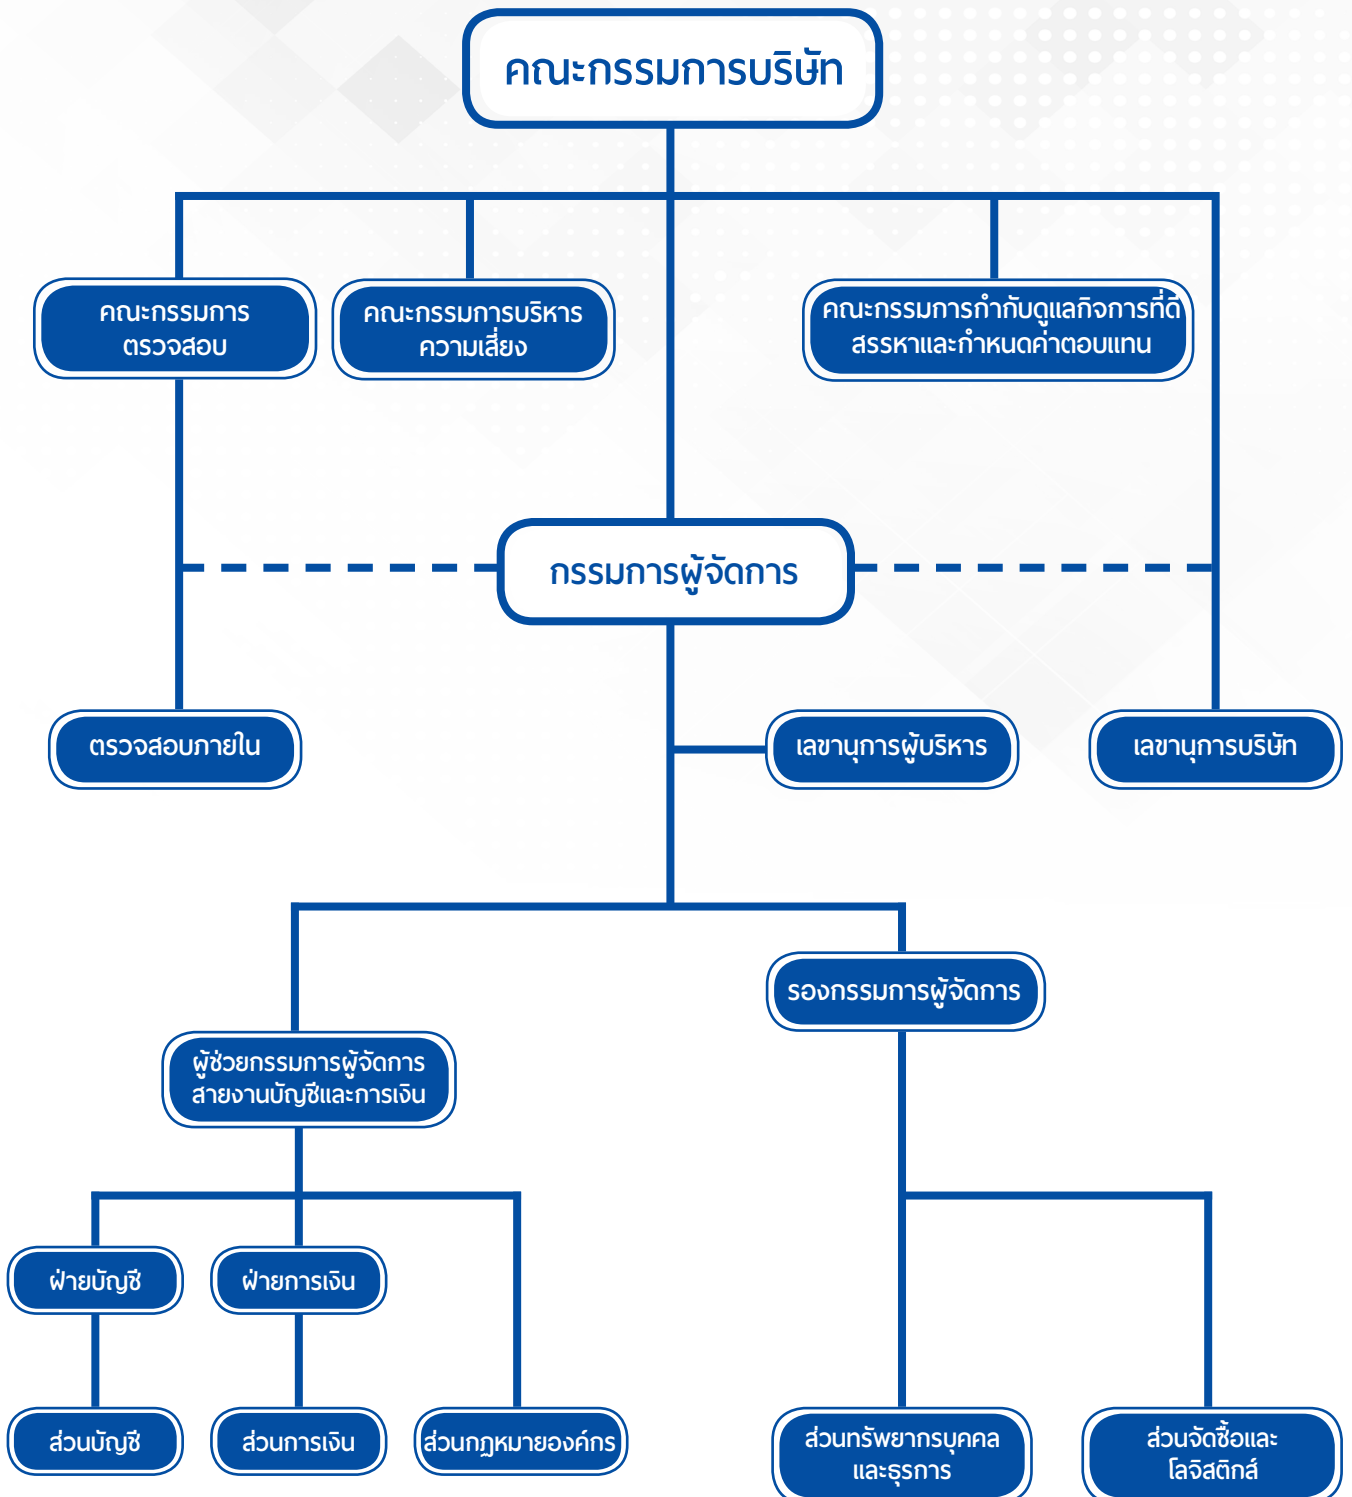 คณะกรรมการบริษัท
คณะกรรมการ
ตรวจสอบ
คณะกรรมการบริหาร
ความเสี่ยง
คณะกรรมการกำกับดูแลกิจการที่ดี
สรรหาและกำหนดค่าตอบแทน
กรรมการผู้จัดการ
ตรวจสอบภายใน
เลขานุการผู้บริหาร
เลขานุการบริษัท
รองกรรมการผู้จัดการ
ผู้ช่วยกรรมการผู้จัดการ
สายงานบัญชีและการเงิน
ฝ่ายบัญชี
ฝ่ายการเงิน
ส่วนบัญชี
ส่วนการเงิน
ส่วนกฎหมายองค์กร
ส่วนทรัพยากรบุคคล
และธุรการ
ส่วนจัดซื้อและ
โลจิสติกส์